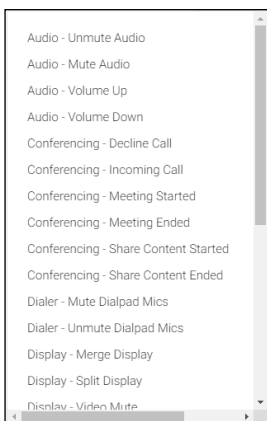 Audio - Unmute Audio
Audio - Mute Audio
Audio - Volume Up
Audio - Volume Down
Conferencing - Decline Call
Conferencing - Incoming Call
Conferencing - Meeting Started
Conferencing - Meeting Ended
Conferencing - Share Content Started
Conferencing - Share Content Ended
Dialer - Mute Dialpad Mics
Dialer - Unmute Dialpad Mics
Display - Merge Display
Display - Split Display
Display - Video Mute